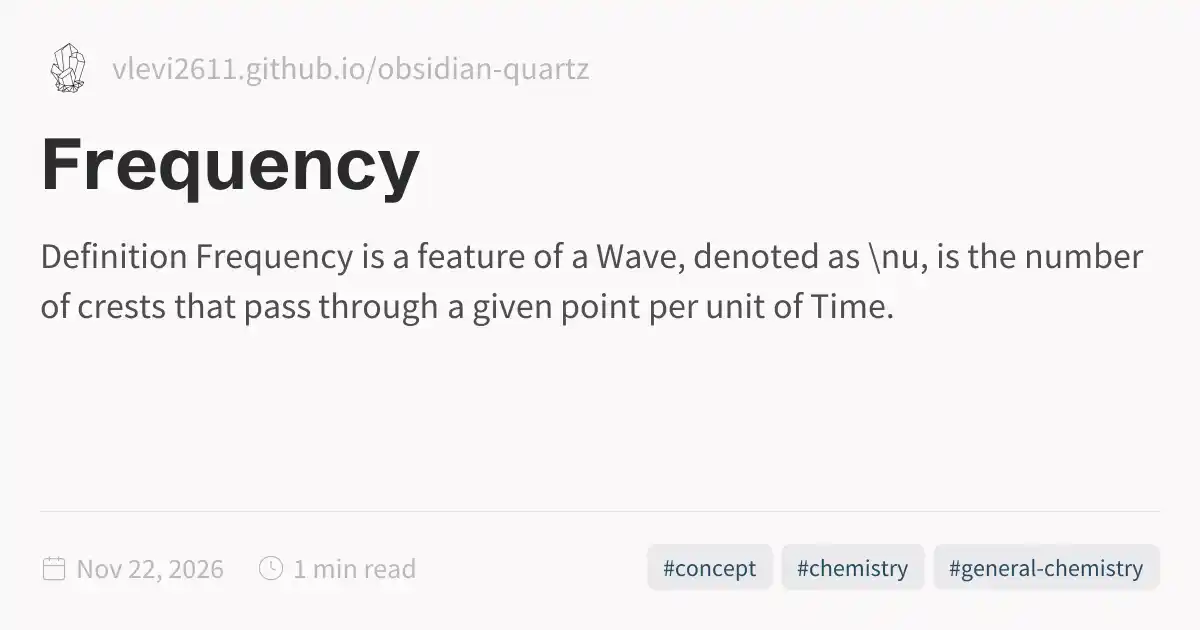 vlevi2611.github.io/obsidian-quartz
Frequency
Definition Frequency is a feature of a Wave, denoted as \nu, is the number
of crests that pass through a given point per unit of Time.
Nov 22, 2026 1 min read #concept #chemistry #general-chemistry